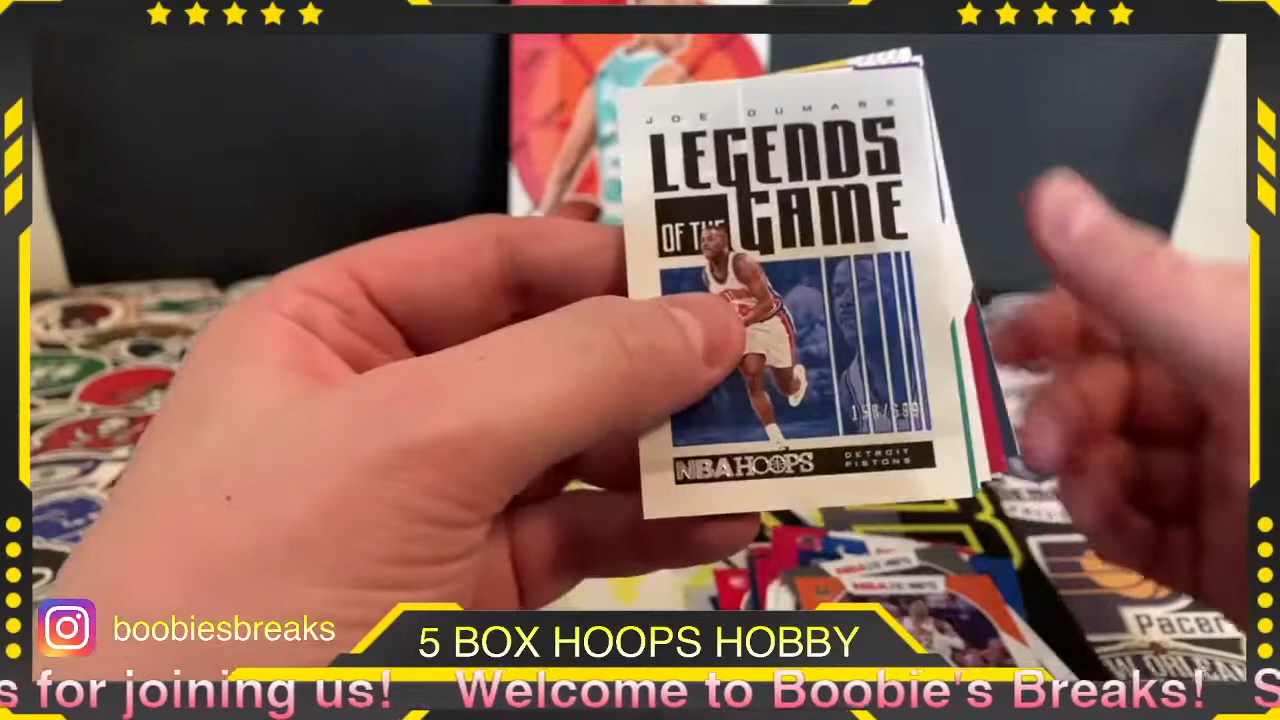 JOE DUMARS
LEGENDS
OF THE
GAME
NBA HOOPS
DETROIT
PISTONS
Pacer
boobiesbreaks
5 BOX HOOPS HOBBY
s for joining us! Welcome to Boobie's Breaks! S